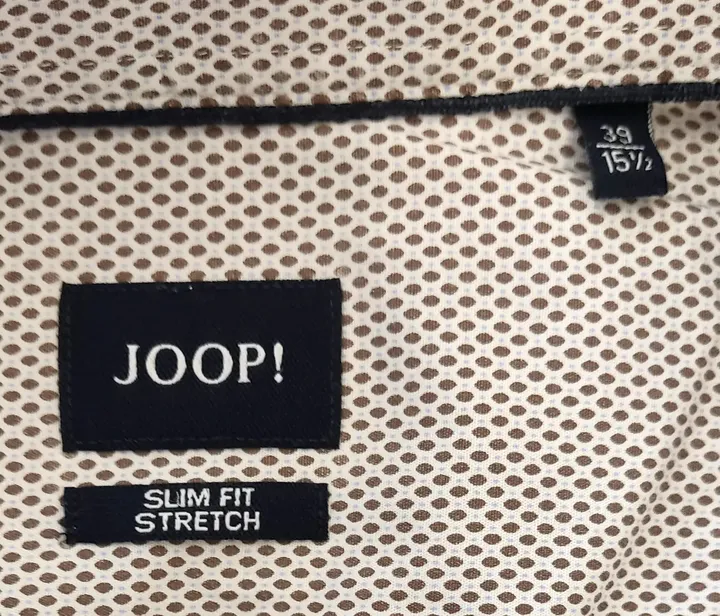 39
15½
JOOP!
SLIM FIT
STRETCH